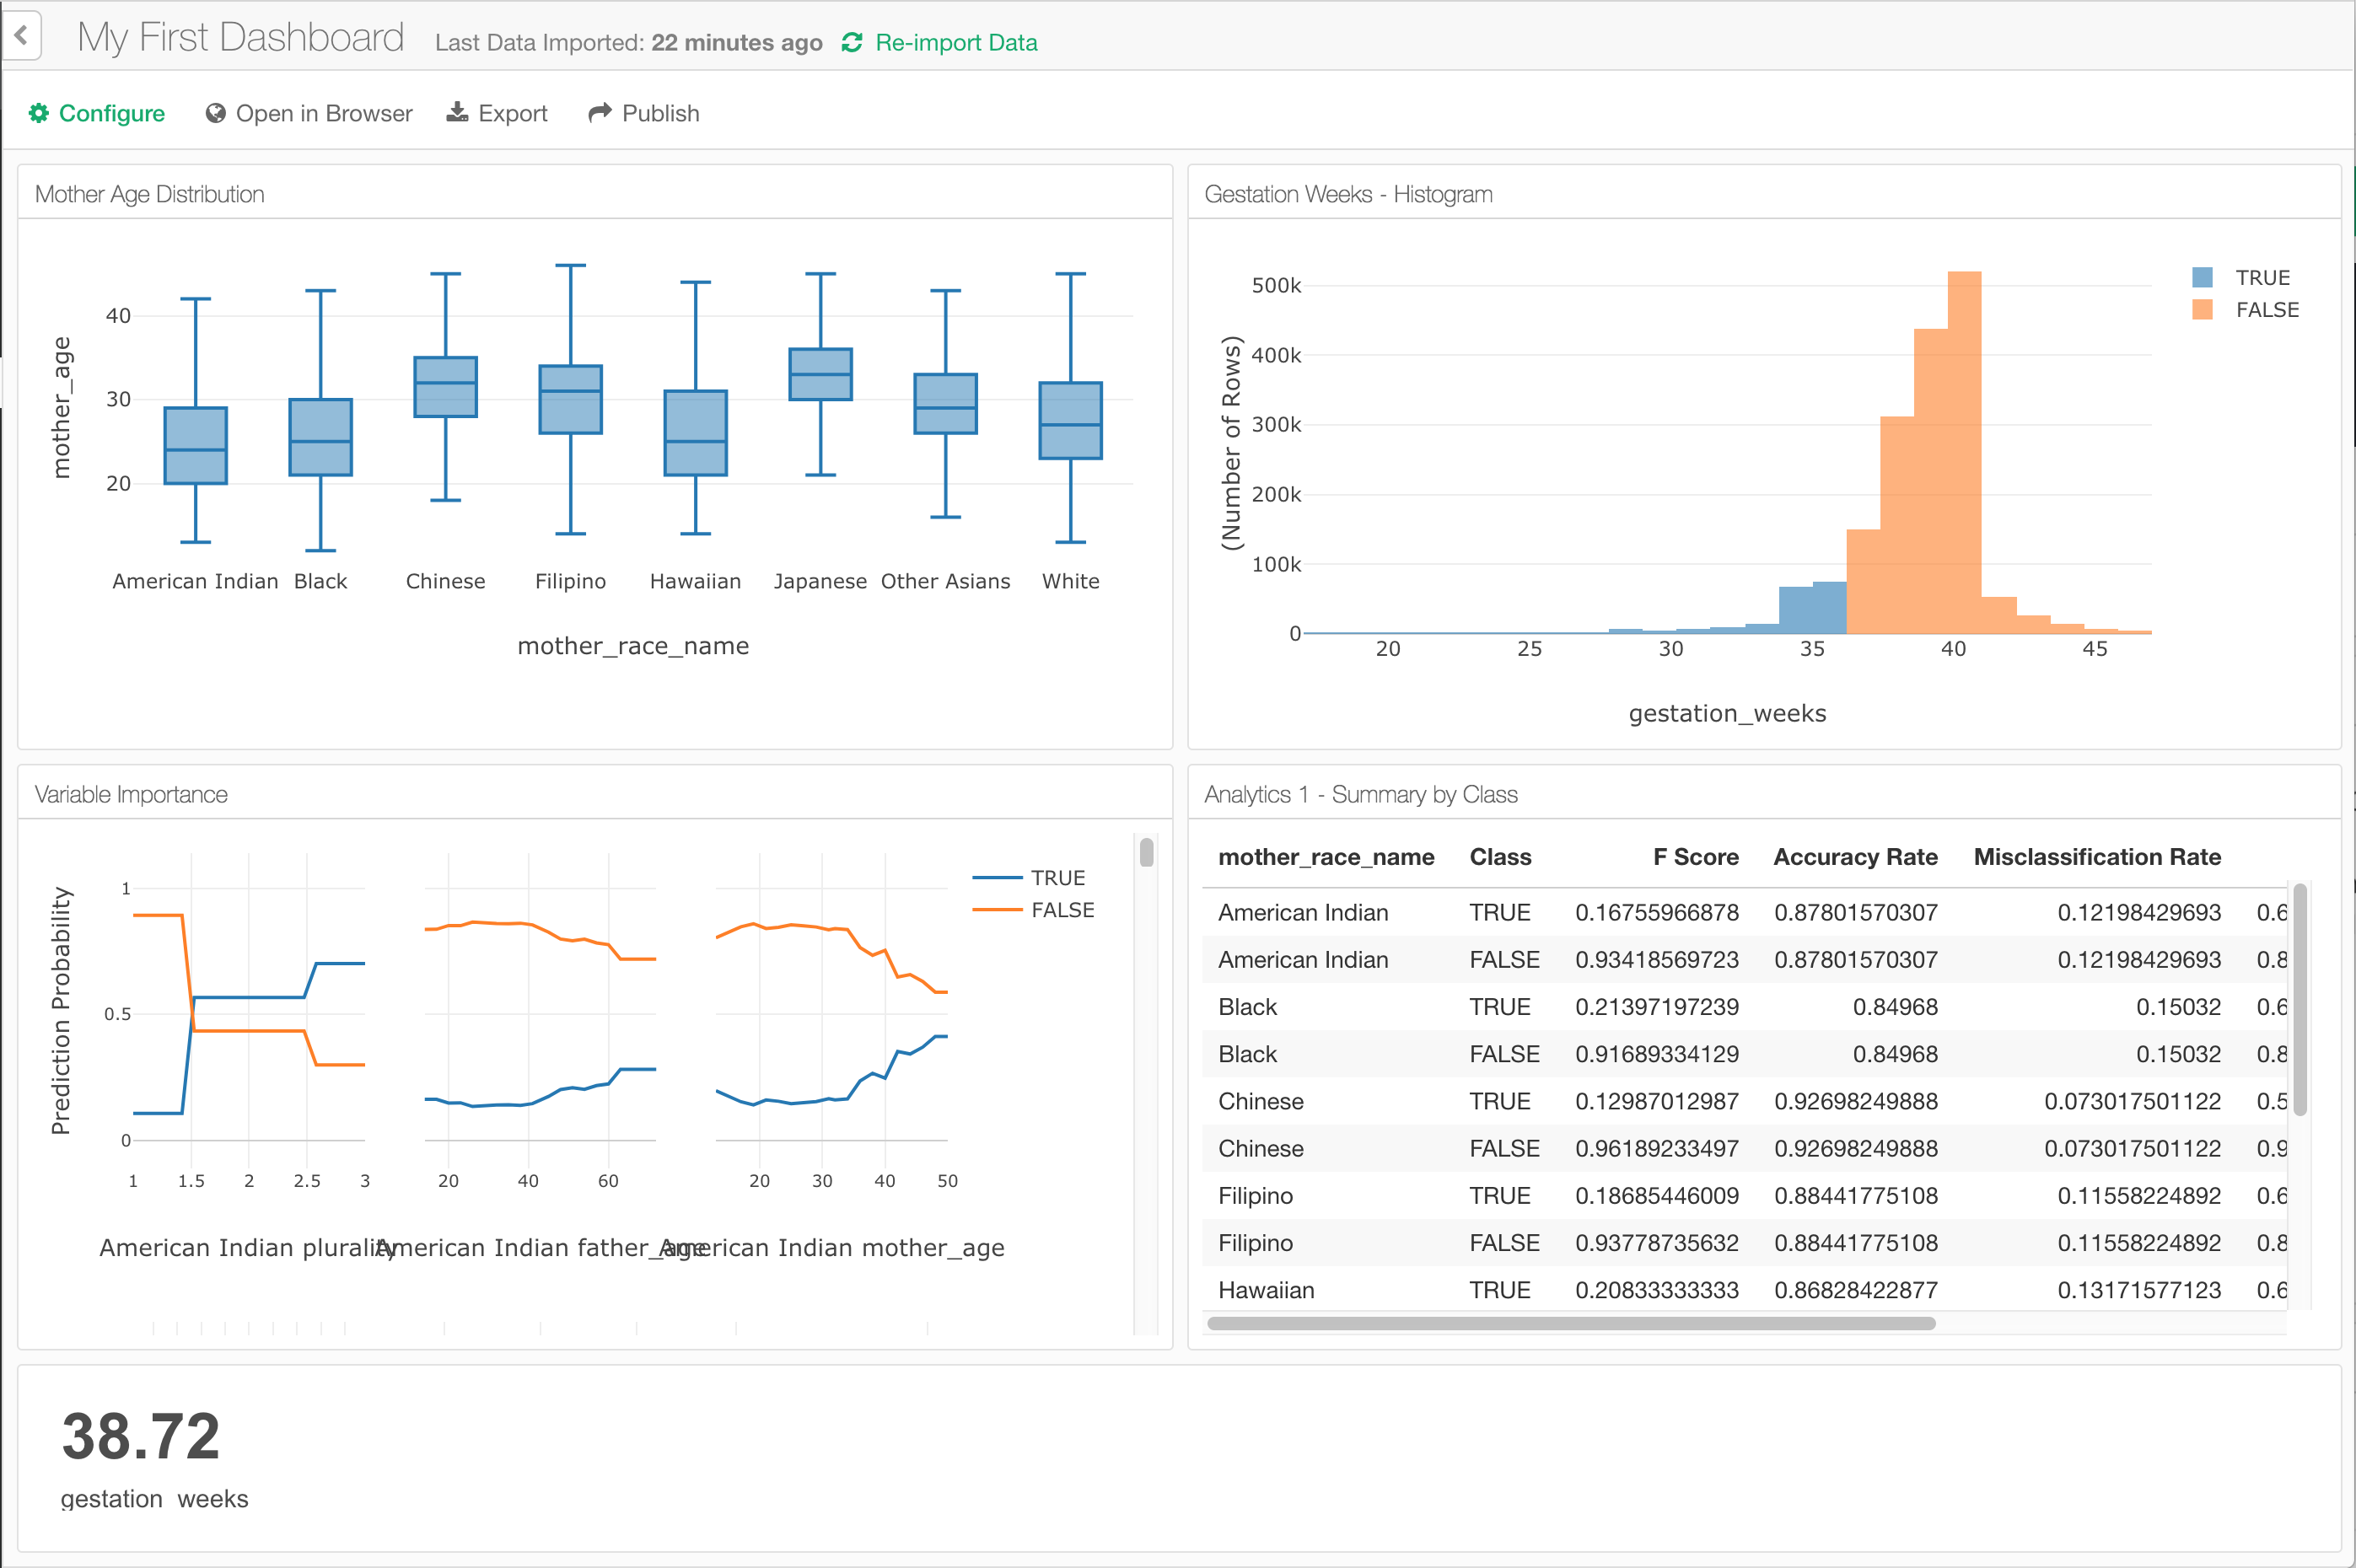 My First Dashboard Last Data Imported: 22 minutes ago Re-import Data
Configure Open in Browser Export Publish
Mother Age Distribution
40
30
20
mother_age
American Indian Black Chinese Filipino Hawaiian Japanese Other Asians White
mother_race_name
Gestation Weeks - Histogram
500k
400k
300k
200k
100k
0
(Number of Rows)
20 25 30 35 40 45
gestation_weeks
TRUE
FALSE
Variable Importance
1
0.5
0
Prediction Probability
1 1.5 2 2.5 3 20 40 60 20 30 40 50
American Indian plurality American Indian father_age American Indian mother_age
TRUE
FALSE
Analytics 1 - Summary by Class
mother_race_name Class F Score Accuracy Rate Misclassification Rate
American Indian TRUE 0.16755966878 0.87801570307 0.12198429693 0.6
American Indian FALSE 0.93418569723 0.87801570307 0.12198429693 0.8
Black TRUE 0.21397197239 0.84968 0.15032 0.6
Black FALSE 0.91689334129 0.84968 0.15032 0.8
Chinese TRUE 0.12987012987 0.92698249888 0.073017501122 0.5
Chinese FALSE 0.96189233497 0.92698249888 0.073017501122 0.9
Filipino TRUE 0.18685446009 0.88441775108 0.11558224892 0.6
Filipino FALSE 0.93778735632 0.88441775108 0.11558224892 0.8
Hawaiian TRUE 0.20833333333 0.86828422877 0.13171577123 0.6
38.72
gestation_weeks